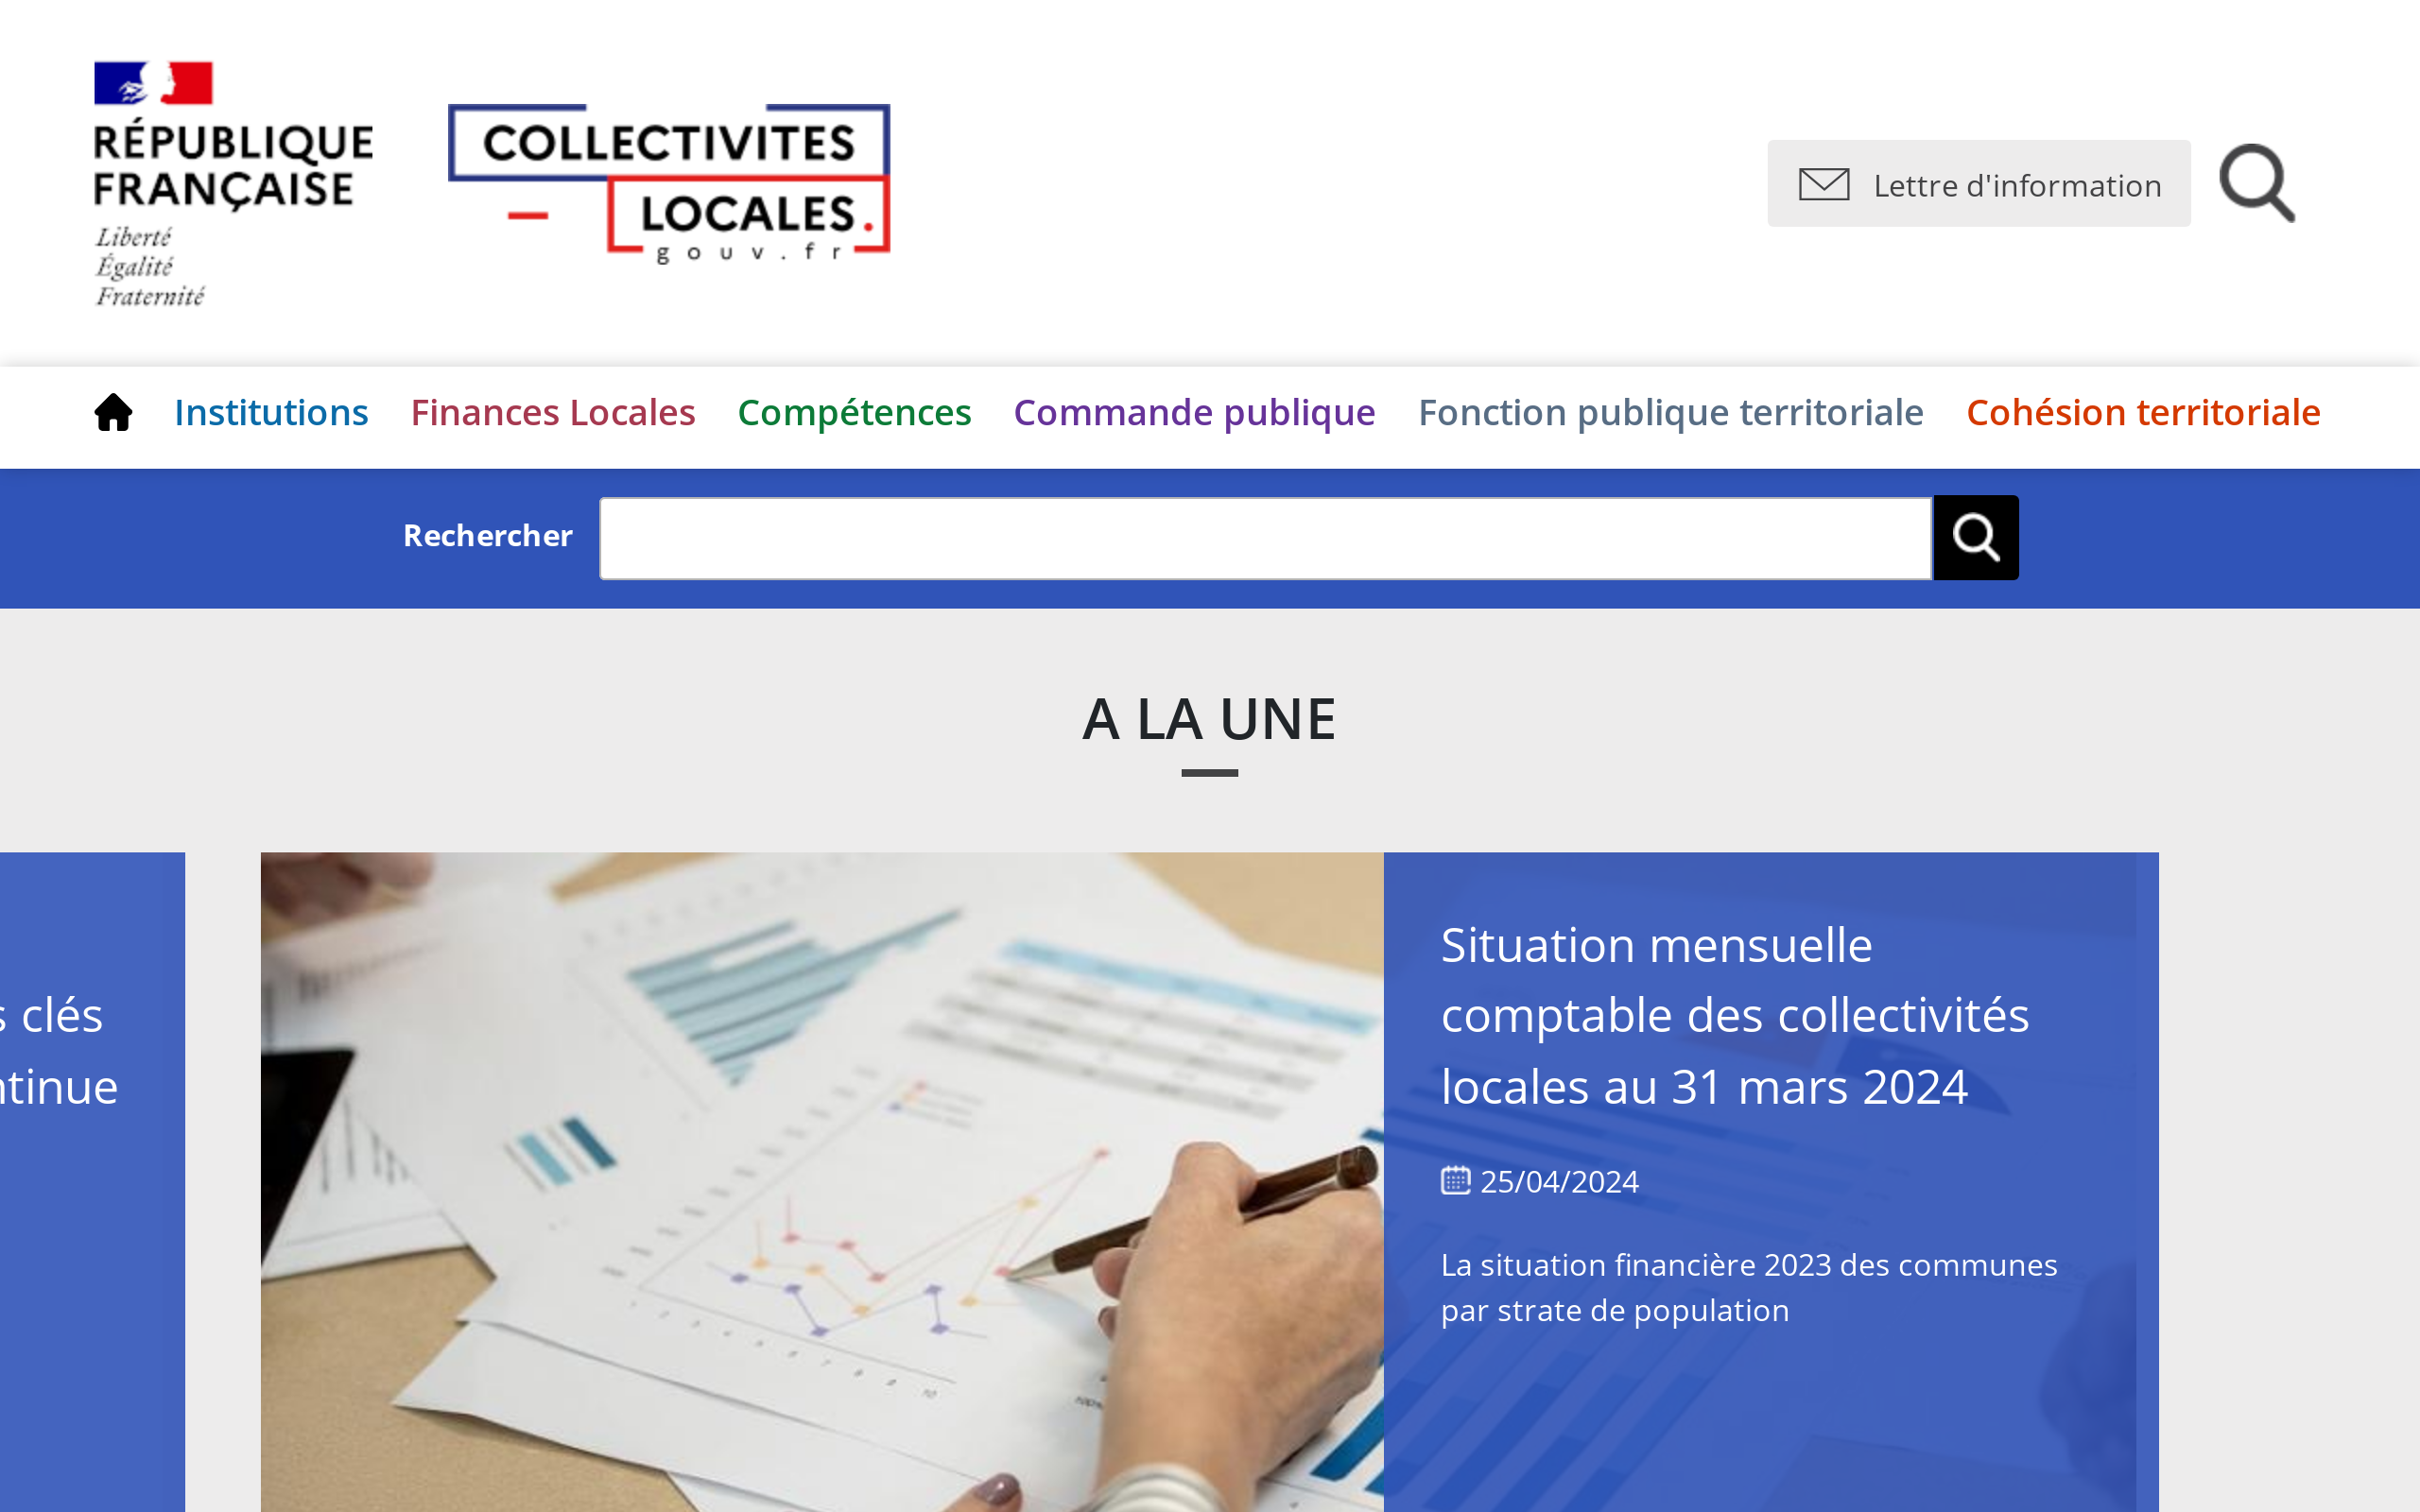 RÉPUBLIQUE
FRANÇAISE
Liberté
Égalité
Fraternité
COLLECTIVITES
LOCALES.
gouv.fr
Lettre d'information
Institutions Finances Locales Compétences Commande publique Fonction publique territoriale Cohésion territoriale
Rechercher
A LA UNE
clés
Situation mensuelle
comptable des collectivités
locales au 31 mars 2024
25/04/2024
La situation financière 2023 des communes
par strate de population